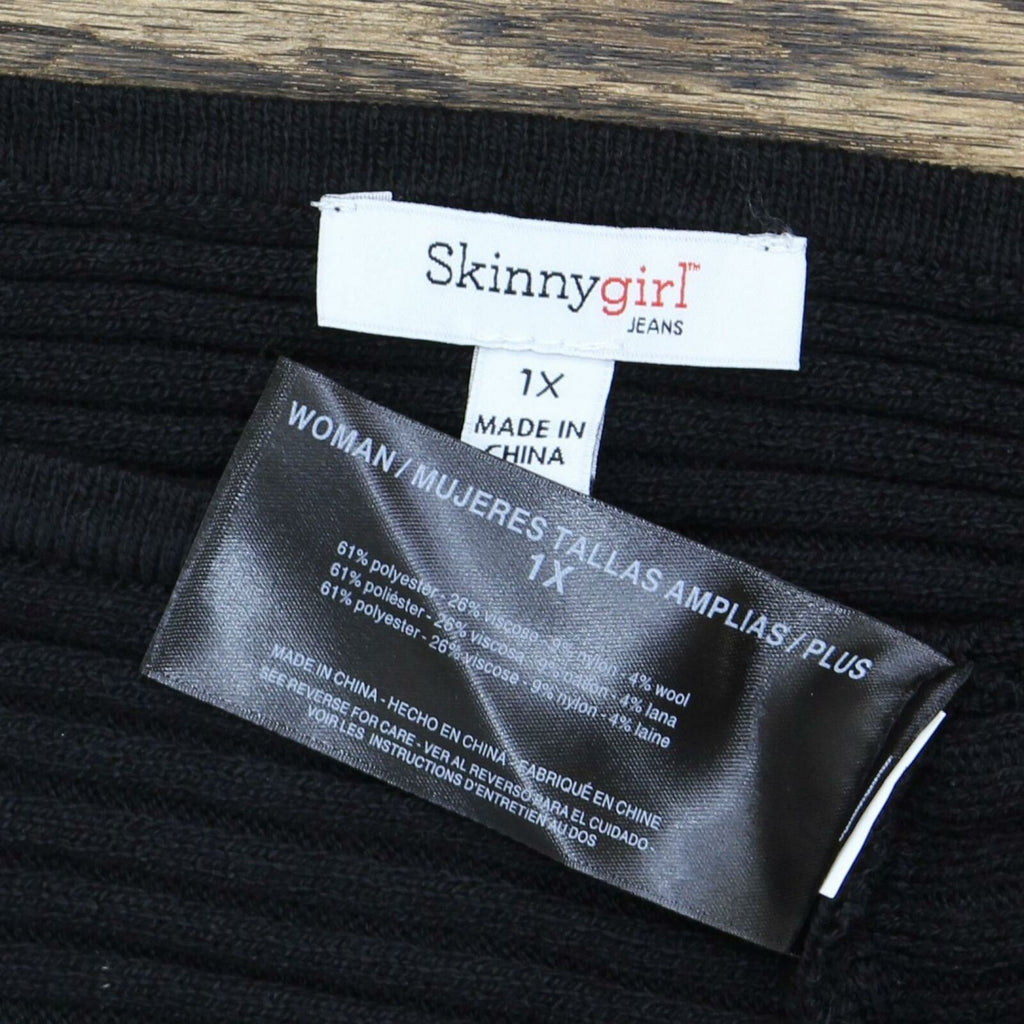 Skinnygirl™
JEANS
1X
MADE IN
CHINA
WOMAN / MUJERES TALLAS AMPLIAS / PLUS
1X
61% polyester - 26% viscose - 9% nylon - 4% wool
61% poliéster - 26% viscosa - 9% nailon - 4% lana
61% polyester - 26% viscose - 9% nylon - 4% laine
MADE IN CHINA - HECHO EN CHINA - FABRIQUÉ EN CHINE
SEE REVERSE FOR CARE - VER AL REVERSO PARA EL CUIDADO
VOIR LES INSTRUCTIONS D'ENTRETIEN AU DOS